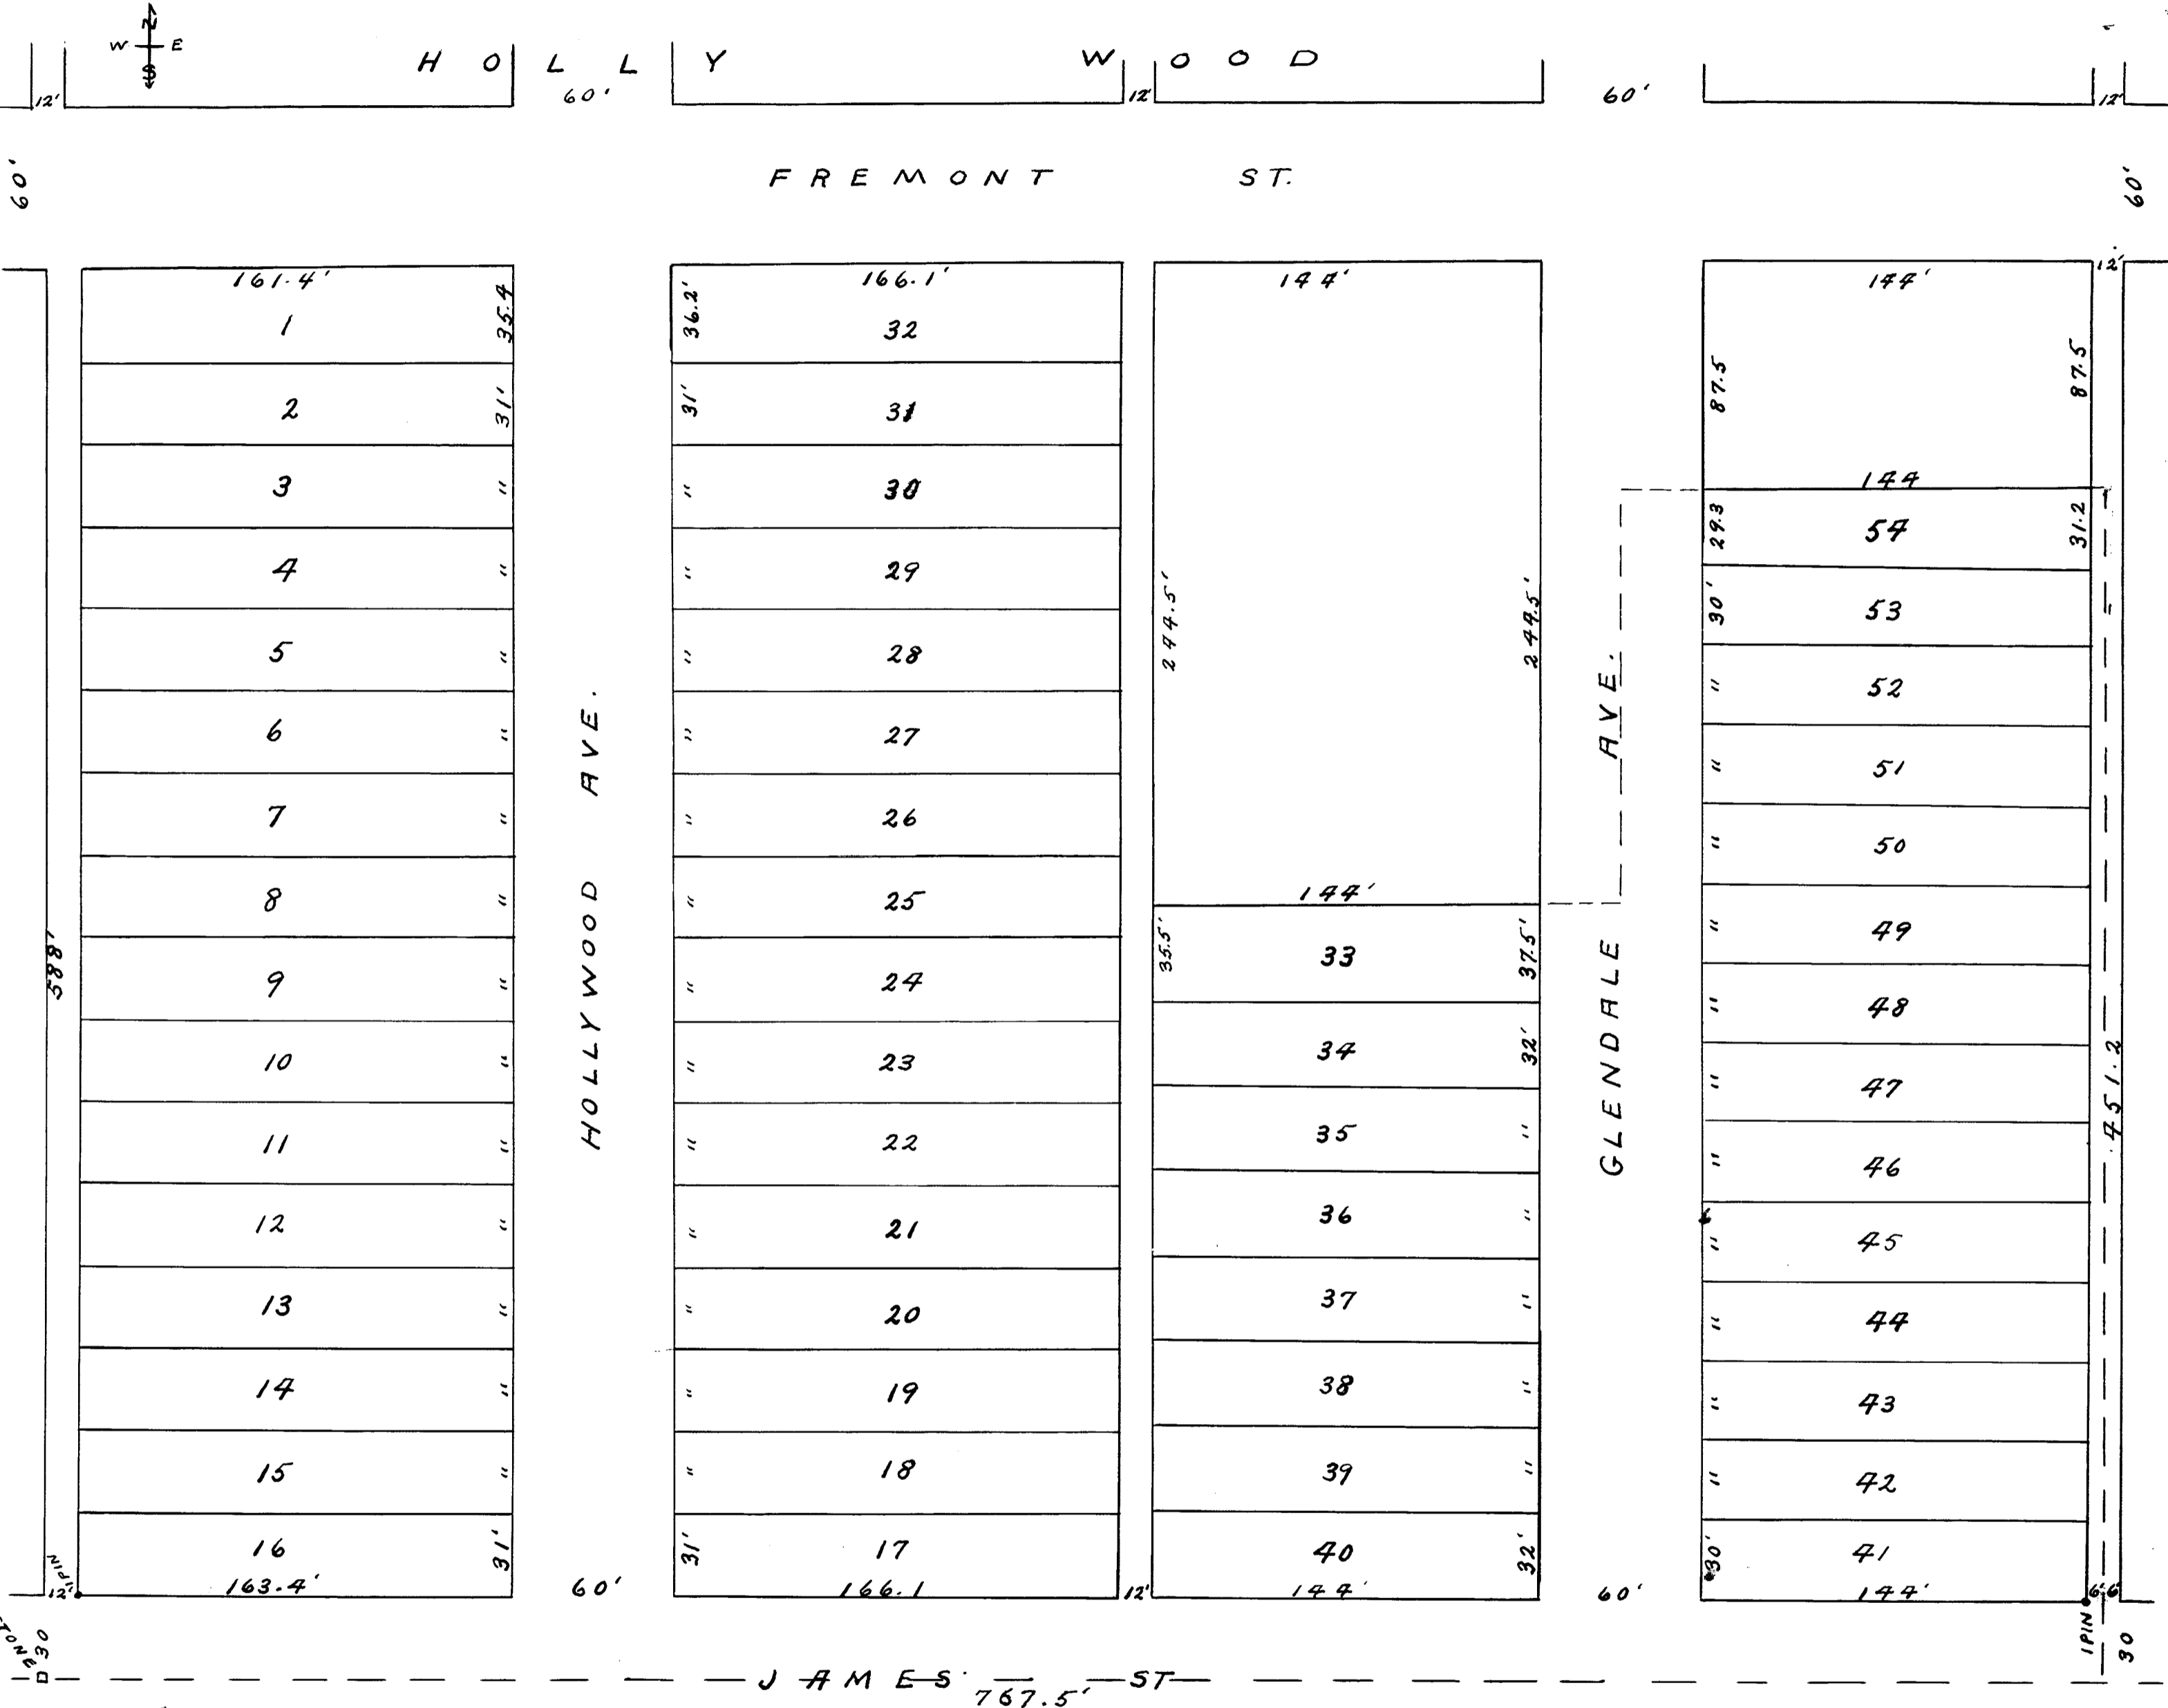 N
W E
S
HOLLY WOOD
12' 60' 12' 60' 12'
60' FREMONT ST. 60'
12'
161.4' 166.1' 144' 144'
1 35.4 36.2' 32
2 31' 31' 31 87.5 87.5
3 " " 30 144
4 " " 29 29.3 54 31.2
5 " " 28 244.5' 244.5' 30' 53
6 " " 27 " 52
7 " " 26 " 51
8 " " 25 144' " 50
9 " " 24 35.5' 33 37.5' " 49
10 " " 23 34 32' " 48
11 " " 22 35 " " 47
12 " " 21 36 " " 46
13 " " 20 37 " " 45
14 " " 19 38 " " 44
15 " " 18 39 " " 43
" 42
16 31' 31' 17 40 32' 30' 41
588'
HOLLYWOOD AVE.
GLENDALE AVE.
451.2
I PIN
12' 163.4' 60' 166.1 12' 144' 60' 144' 6' 6'
STONE 30 I PIN 30
JAMES ST
767.5'